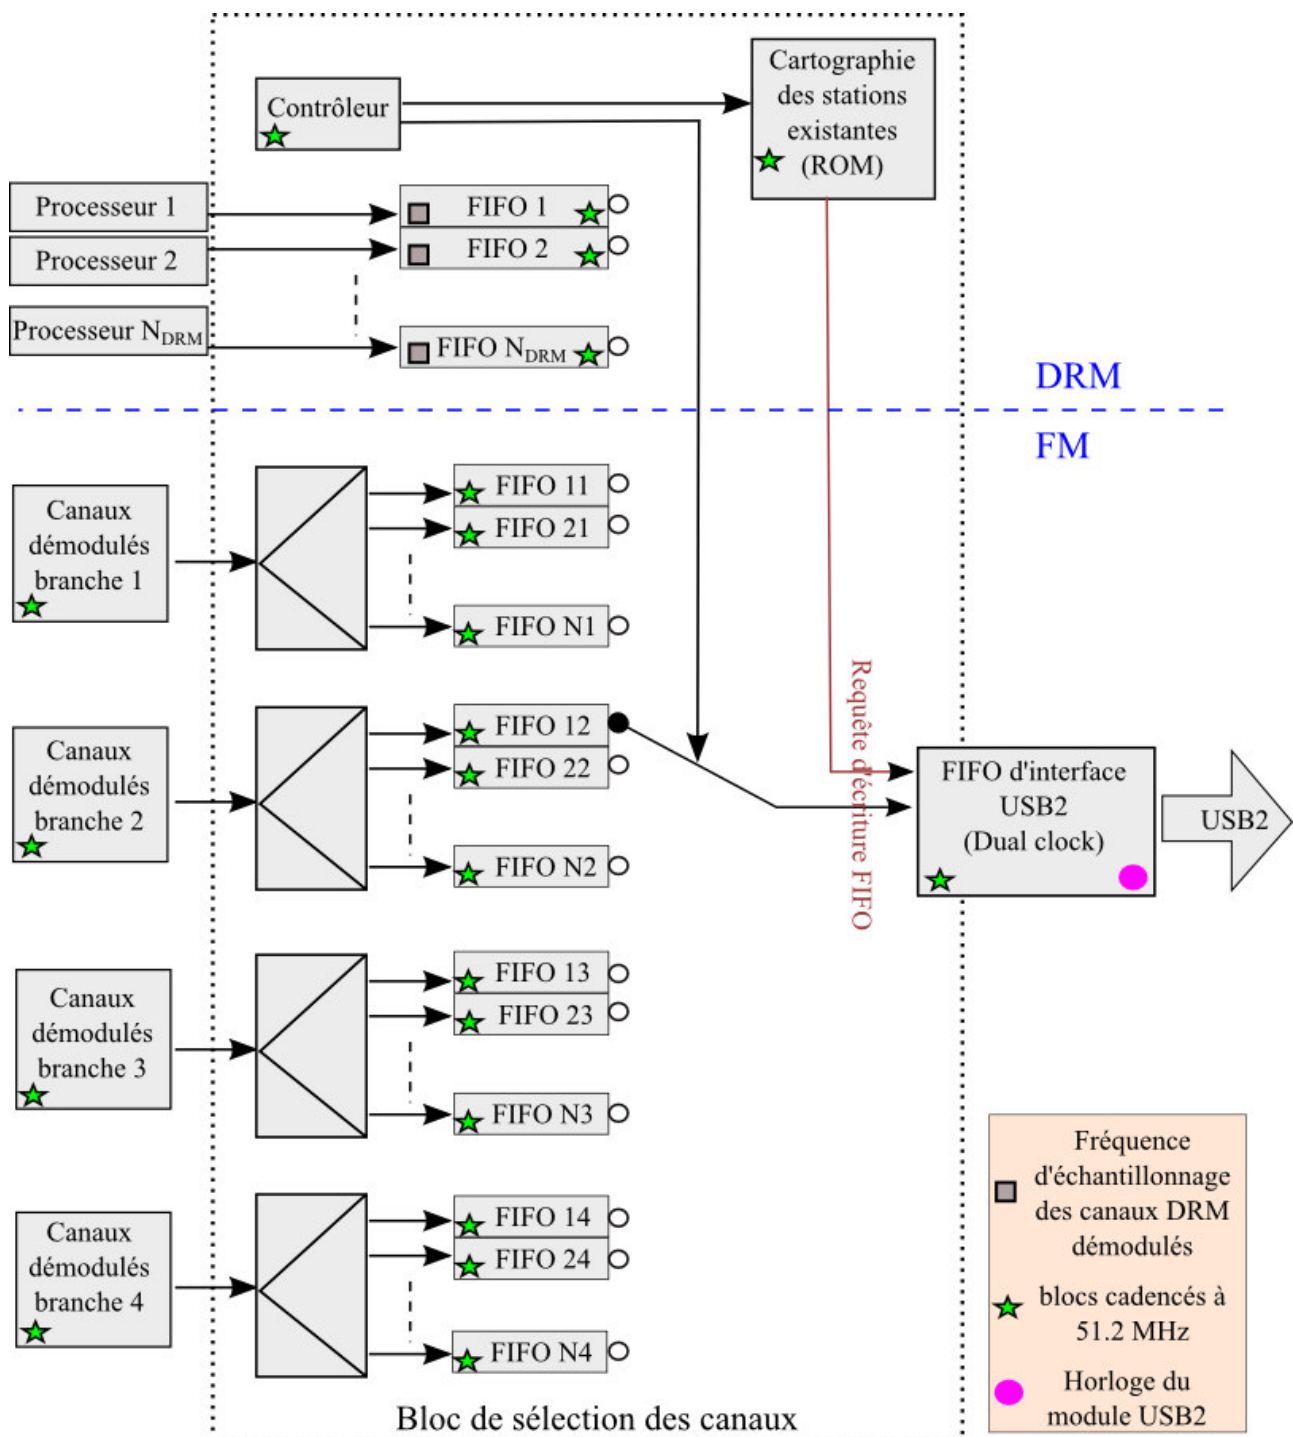 Contrôleur
Cartographie
des stations
existantes
(ROM)
Processeur 1
Processeur 2
Processeur N_DRM
FIFO 1
FIFO 2
FIFO N_DRM
DRM
FM
Canaux
démodulés
branche 1
FIFO 11
FIFO 21
FIFO N1
Canaux
démodulés
branche 2
FIFO 12
FIFO 22
FIFO N2
Requête d'écriture FIFO
FIFO d'interface
USB2
(Dual clock)
USB2
Canaux
démodulés
branche 3
FIFO 13
FIFO 23
FIFO N3
Canaux
démodulés
branche 4
FIFO 14
FIFO 24
FIFO N4
Fréquence
d'échantillonnage
des canaux DRM
démodulés
blocs cadencés à
51.2 MHz
Horloge du
module USB2
Bloc de sélection des canaux